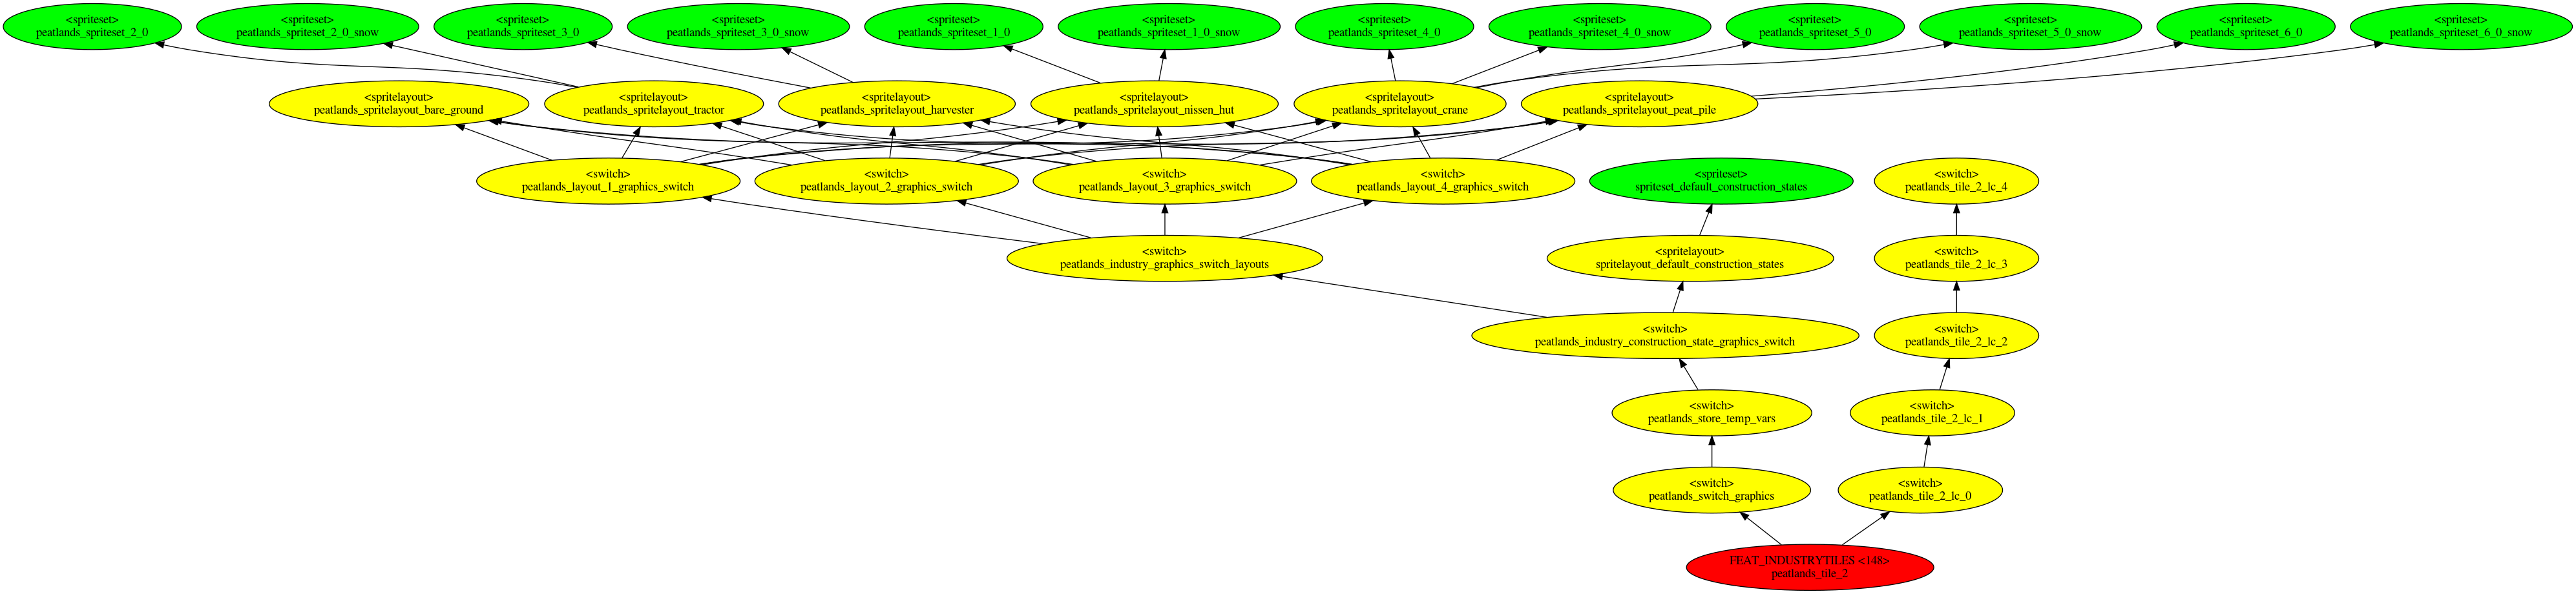 <spriteset>
peatlands_spriteset_2_0
<spriteset>
peatlands_spriteset_2_0_snow
<spriteset>
peatlands_spriteset_3_0
<spriteset>
peatlands_spriteset_3_0_snow
<spriteset>
peatlands_spriteset_1_0
<spriteset>
peatlands_spriteset_1_0_snow
<spriteset>
peatlands_spriteset_4_0
<spriteset>
peatlands_spriteset_4_0_snow
<spriteset>
peatlands_spriteset_5_0
<spriteset>
peatlands_spriteset_5_0_snow
<spriteset>
peatlands_spriteset_6_0
<spriteset>
peatlands_spriteset_6_0_snow
<spritelayout>
peatlands_spritelayout_bare_ground
<spritelayout>
peatlands_spritelayout_tractor
<spritelayout>
peatlands_spritelayout_harvester
<spritelayout>
peatlands_spritelayout_nissen_hut
<spritelayout>
peatlands_spritelayout_crane
<spritelayout>
peatlands_spritelayout_peat_pile
<switch>
peatlands_layout_1_graphics_switch
<switch>
peatlands_layout_2_graphics_switch
<switch>
peatlands_layout_3_graphics_switch
<switch>
peatlands_layout_4_graphics_switch
<spriteset>
spriteset_default_construction_states
<switch>
peatlands_tile_2_lc_4
<switch>
peatlands_industry_graphics_switch_layouts
<spritelayout>
spritelayout_default_construction_states
<switch>
peatlands_tile_2_lc_3
<switch>
peatlands_industry_construction_state_graphics_switch
<switch>
peatlands_tile_2_lc_2
<switch>
peatlands_store_temp_vars
<switch>
peatlands_tile_2_lc_1
<switch>
peatlands_switch_graphics
<switch>
peatlands_tile_2_lc_0
FEAT_INDUSTRYTILES <148>
peatlands_tile_2